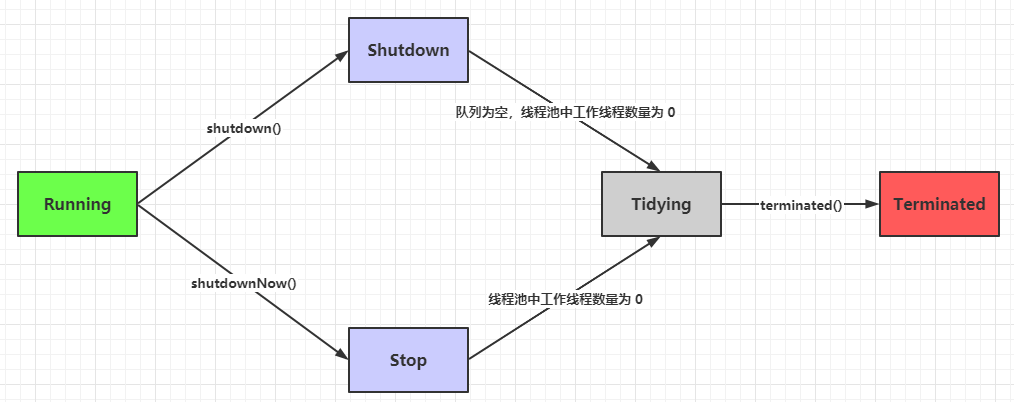 Shutdown
队列为空，线程池中工作线程数量为 0
shutdown()
Running
Tidying
terminated()
Terminated
shutdownNow()
线程池中工作线程数量为 0
Stop